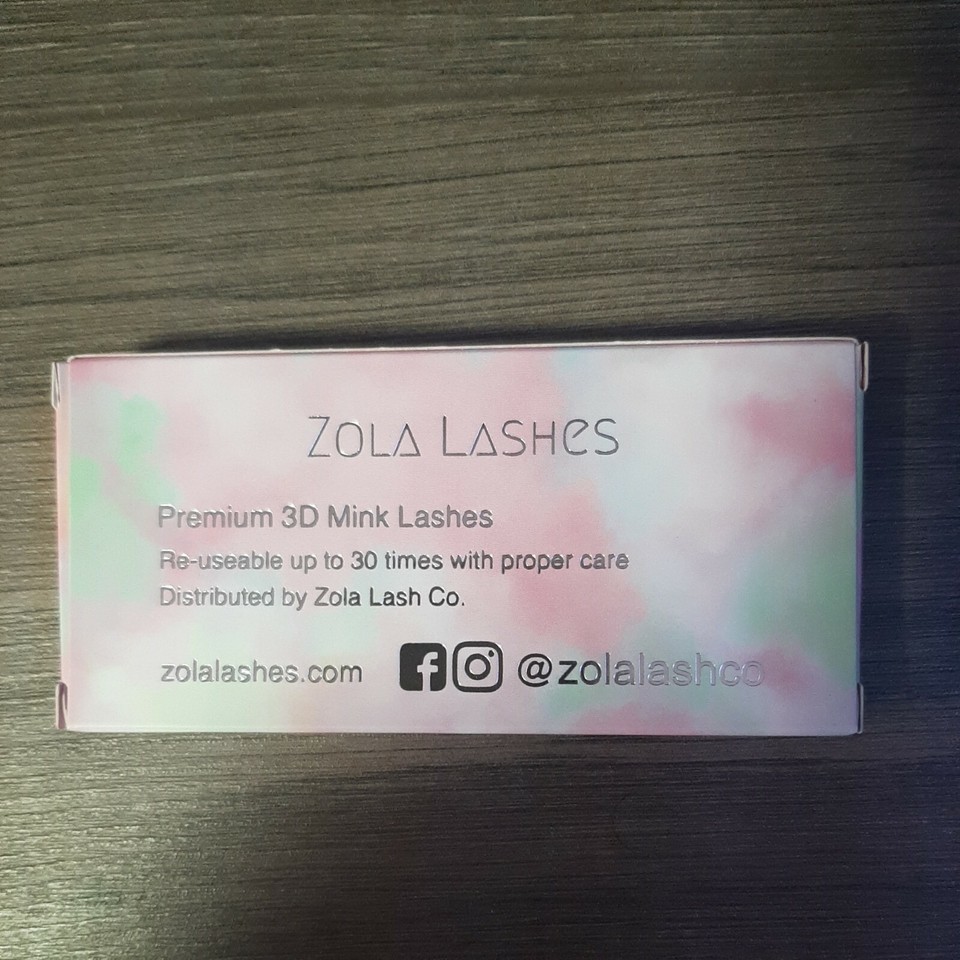 ZOLA LASHES
Premium 3D Mink Lashes
Re-useable up to 30 times with proper care
Distributed by Zola Lash Co.
zolalashes.com @zolalashco